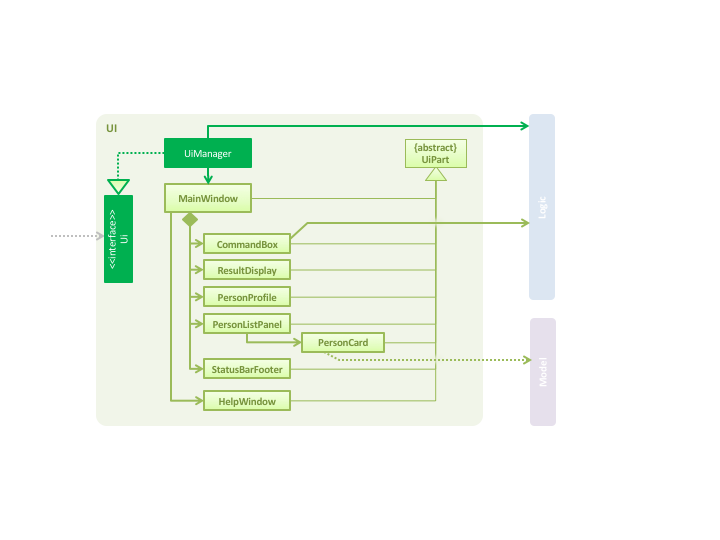 UI
UiManager
{abstract}
UiPart
MainWindow
<<interface>>
Ui
CommandBox
ResultDisplay
PersonProfile
PersonListPanel
PersonCard
StatusBarFooter
HelpWindow
Logic
Model